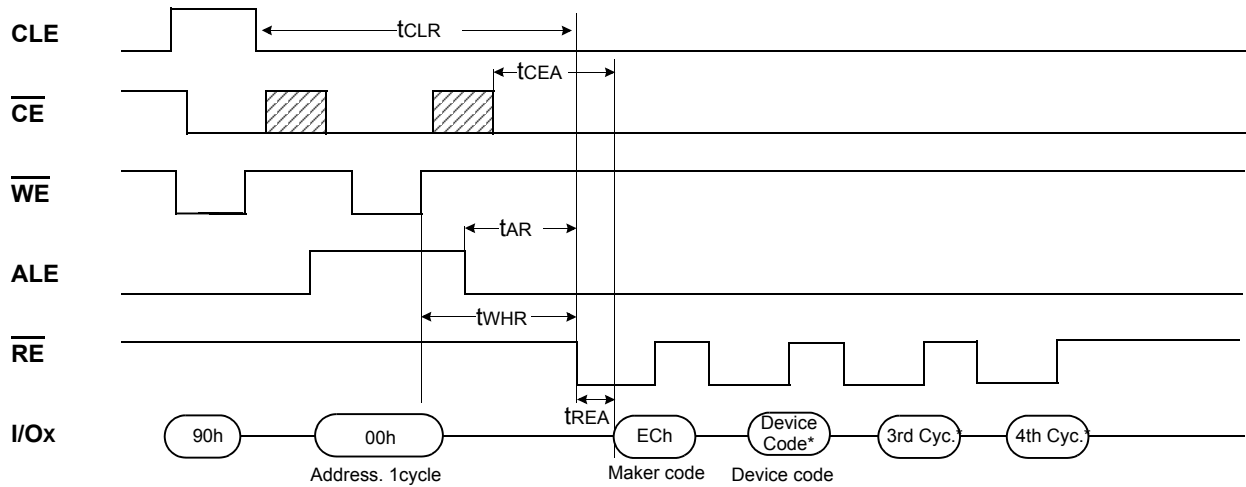 CLE
tCLR
tCEA
CE
WE
tAR
ALE
tWHR
RE
tREA
I/Ox
90h
00h
ECh
Device
Code*
3rd Cyc.*
4th Cyc.*
Address. 1cycle
Maker code
Device code